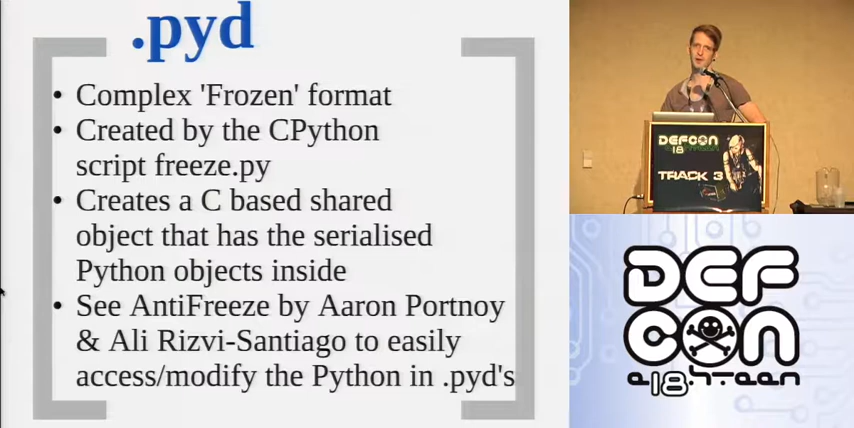 .pyd
• Complex 'Frozen' format
• Created by the CPython
script freeze.py
• Creates a C based shared
object that has the serialised
Python objects inside
• See AntiFreeze by Aaron Portnoy
& Ali Rizvi-Santiago to easily
access/modify the Python in .pyd's
DEFCON
18
TRACK 3
DEF
CON
e18hteen